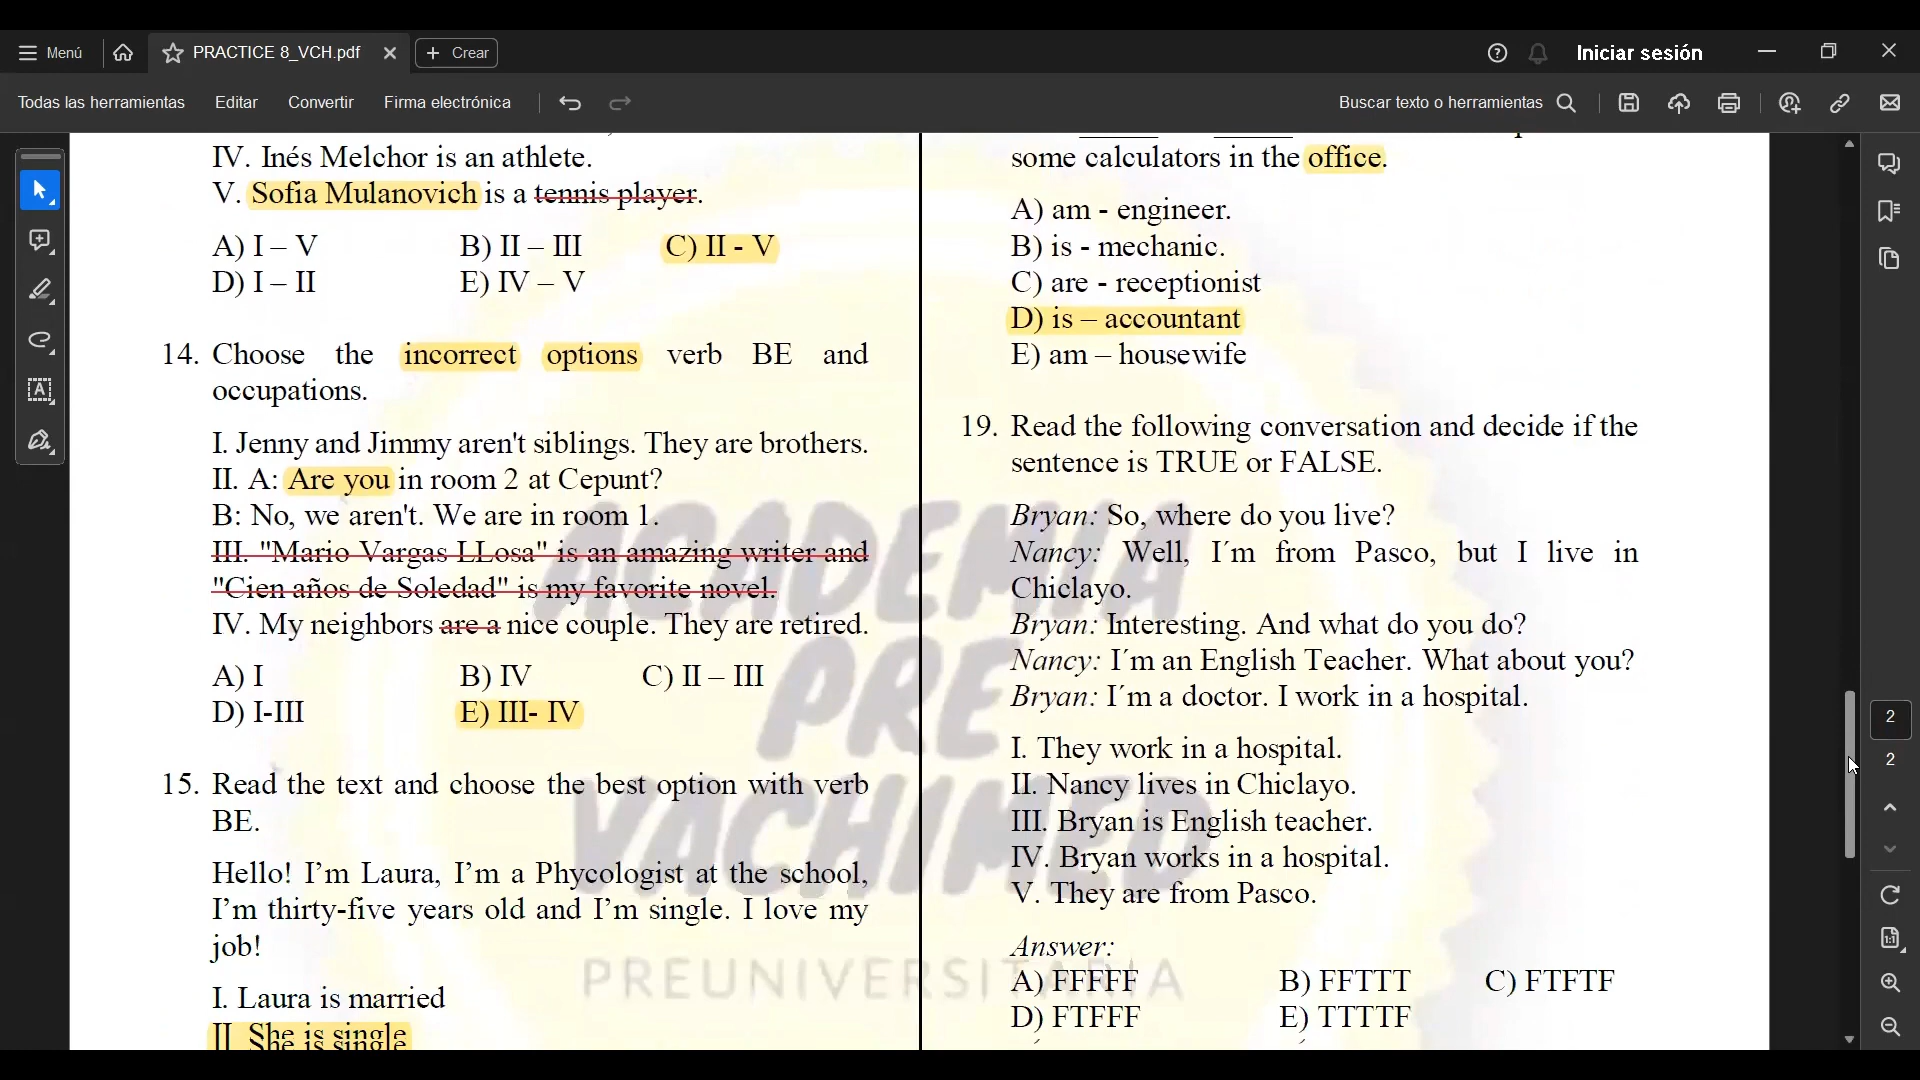 Menú
PRACTICE 8_VCH.pdf
Crear
Iniciar sesión
Todas las herramientas
Editar
Convertir
Firma electrónica
Buscar texto o herramientas
IV. Inés Melchor is an athlete.
V. Sofia Mulanovich is a tennis player.
A) I – V B) II – III C) II - V
D) I – II E) IV – V
14. Choose the incorrect options verb BE and
occupations.
I. Jenny and Jimmy aren't siblings. They are brothers.
II. A: Are you in room 2 at Cepunt?
B: No, we aren't. We are in room 1.
III. "Mario Vargas LLosa" is an amazing writer and
"Cien años de Soledad" is my favorite novel.
IV. My neighbors are a nice couple. They are retired.
A) I B) IV C) II – III
D) I-III E) III- IV
15. Read the text and choose the best option with verb
BE.
Hello! I’m Laura, I’m a Phycologist at the school,
I’m thirty-five years old and I’m single. I love my
job!
I. Laura is married
II. She is single
some calculators in the office.
A) am - engineer.
B) is - mechanic.
C) are - receptionist
D) is – accountant
E) am – housewife
19. Read the following conversation and decide if the
sentence is TRUE or FALSE.
Bryan: So, where do you live?
Nancy: Well, I´m from Pasco, but I live in
Chiclayo.
Bryan: Interesting. And what do you do?
Nancy: I´m an English Teacher. What about you?
Bryan: I´m a doctor. I work in a hospital.
I. They work in a hospital.
II. Nancy lives in Chiclayo.
III. Bryan is English teacher.
IV. Bryan works in a hospital.
V. They are from Pasco.
Answer:
A) FFFFF B) FFTTT C) FTFTF
D) FTFFF E) TTTTF
ACADEMIA
PRE
VACHIMED
PREUNIVERSITARIA
2
2